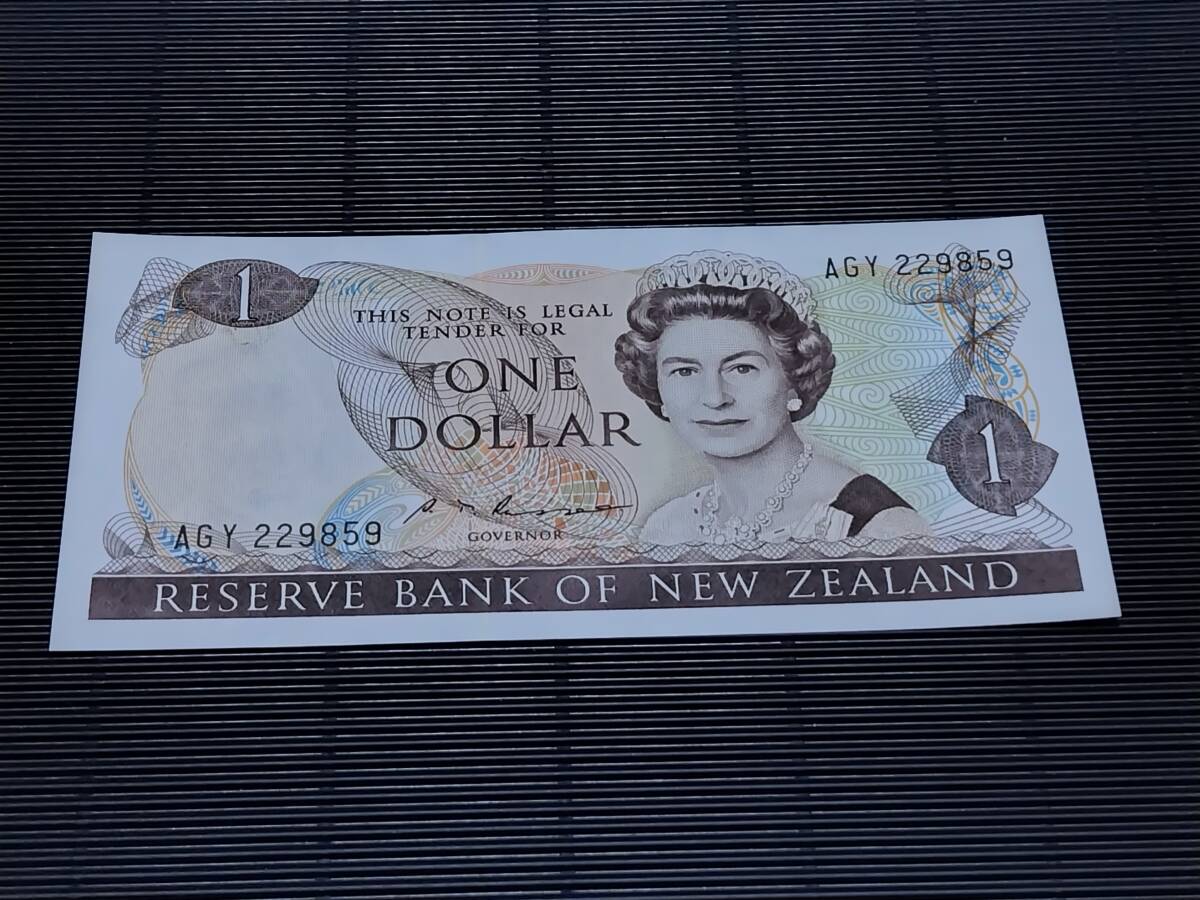 1
AGY 229859
THIS NOTE IS LEGAL
TENDER FOR
ONE
DOLLAR
1
AGY 229859
GOVERNOR
RESERVE BANK OF NEW ZEALAND